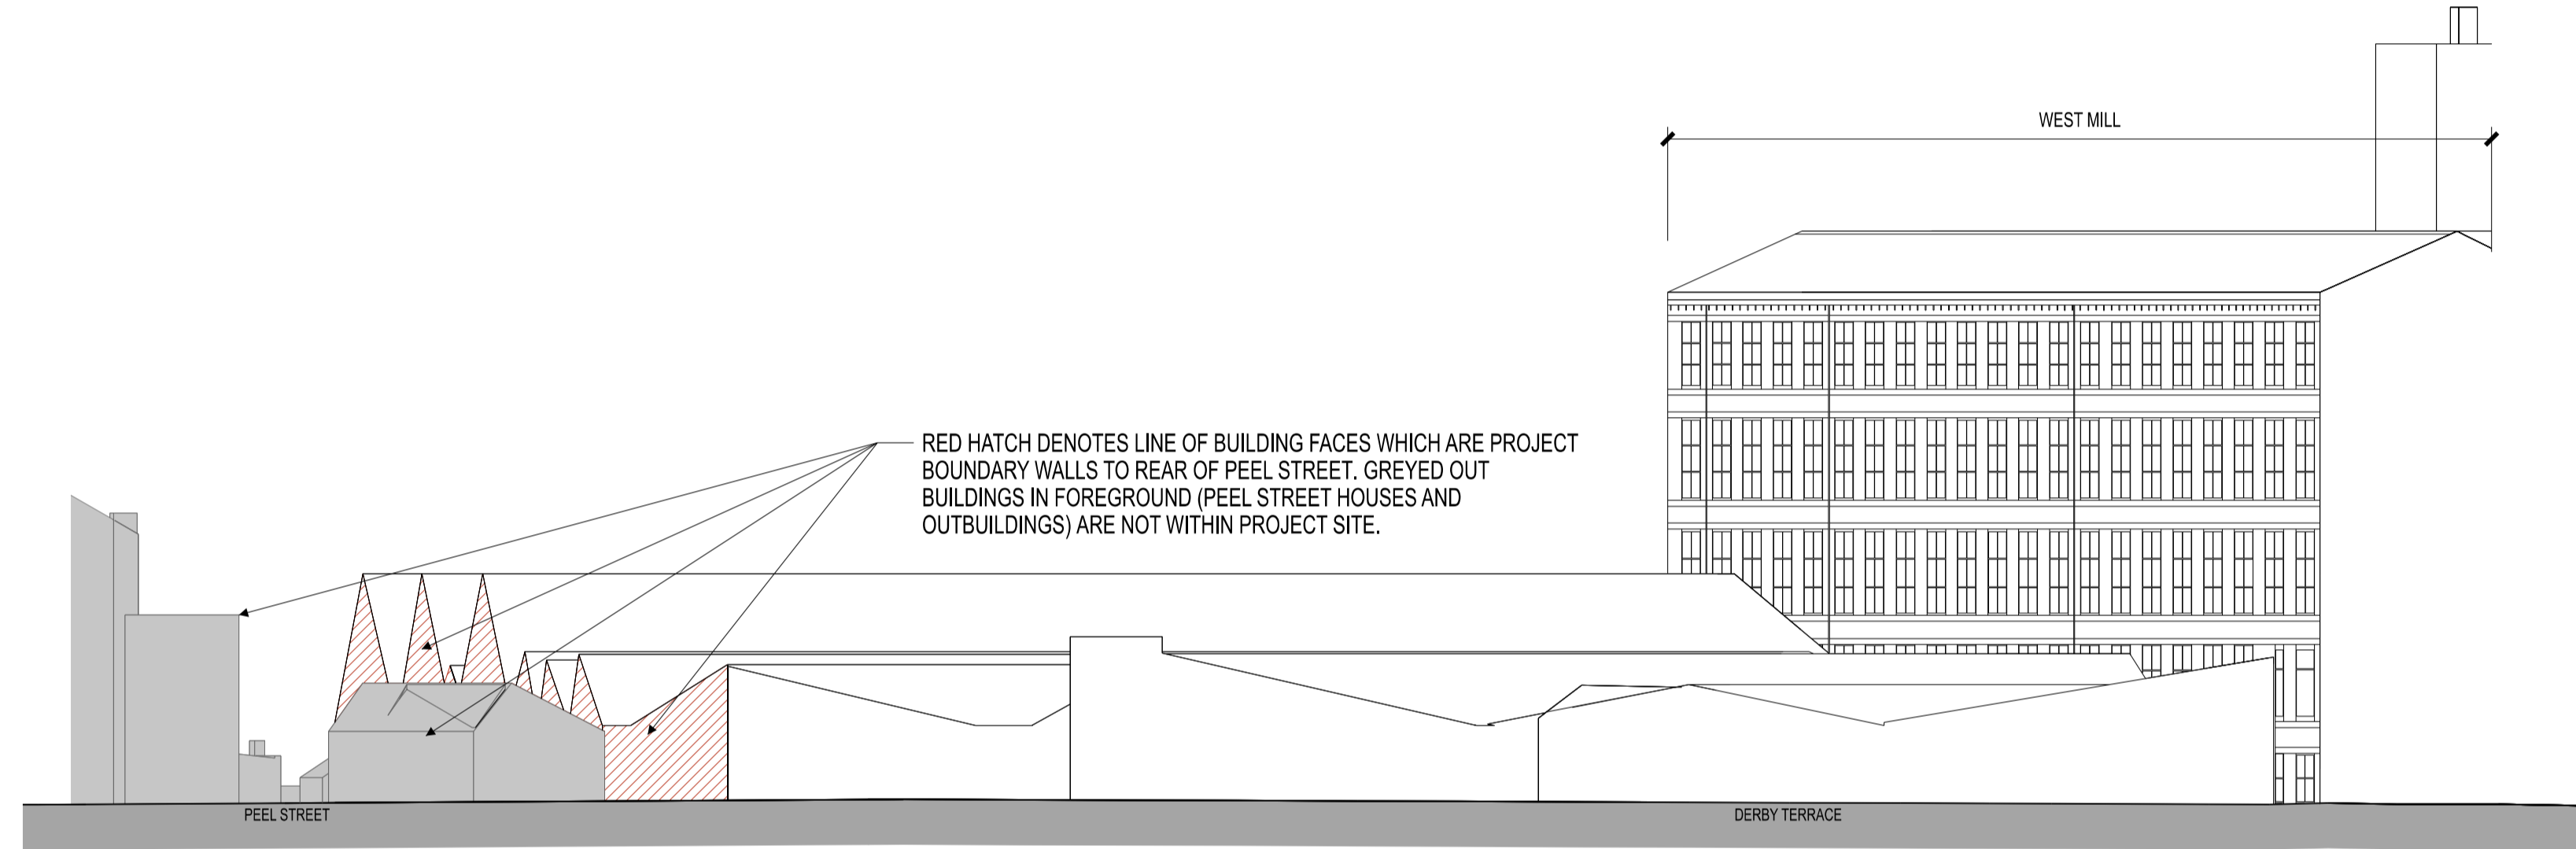 WEST MILL
RED HATCH DENOTES LINE OF BUILDING FACES WHICH ARE PROJECT
BOUNDARY WALLS TO REAR OF PEEL STREET. GREYED OUT
BUILDINGS IN FOREGROUND (PEEL STREET HOUSES AND
OUTBUILDINGS) ARE NOT WITHIN PROJECT SITE.
PEEL STREET
DERBY TERRACE